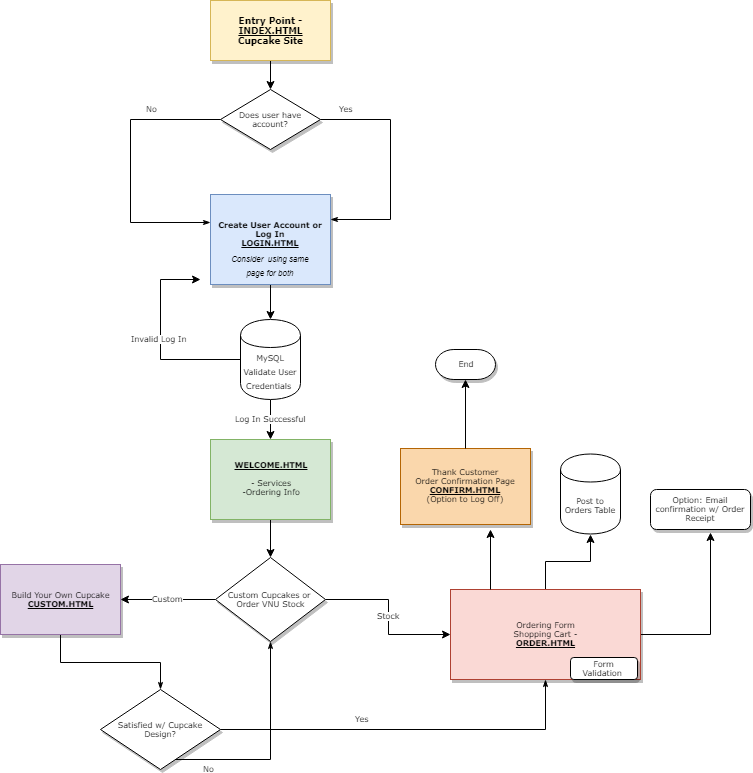 Entry Point -
INDEX.HTML
Cupcake Site
Does user have
account?
No
Yes
Create User Account or
Log In
LOGIN.HTML
Consider using same
page for both
Invalid Log In
MySQL
Validate User
Credentials
Log In Successful
End
WELCOME.HTML
- Services
-Ordering Info
Thank Customer
Order Confirmation Page
CONFIRM.HTML
(Option to Log Off)
Post to
Orders Table
Option: Email
confirmation w/ Order
Receipt
Build Your Own Cupcake
CUSTOM.HTML
Custom
Custom Cupcakes or
Order VNU Stock
Stock
Ordering Form
Shopping Cart -
ORDER.HTML
Form
Validation
Satisfied w/ Cupcake
Design?
Yes
No